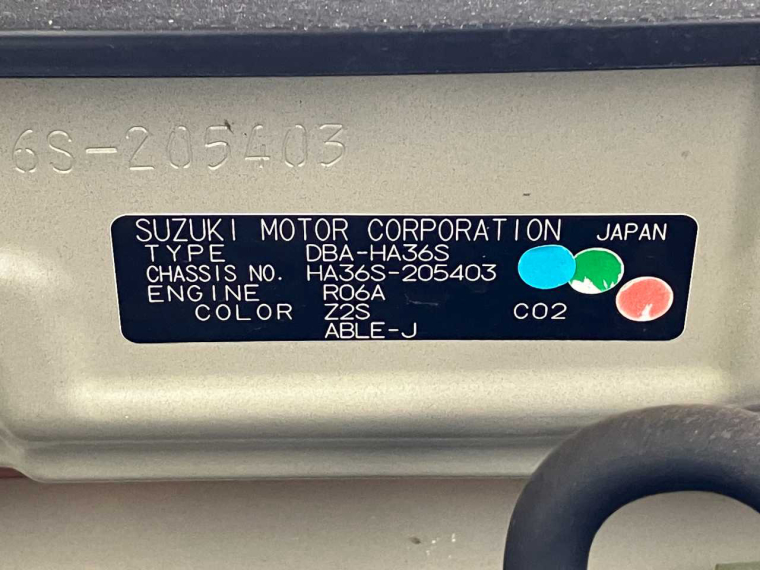 6S-205403
SUZUKI MOTOR CORPORATION JAPAN
TYPE DBA-HA36S
CHASSIS NO. HA36S-205403
ENGINE R06A
COLOR Z2S C02
ABLE-J